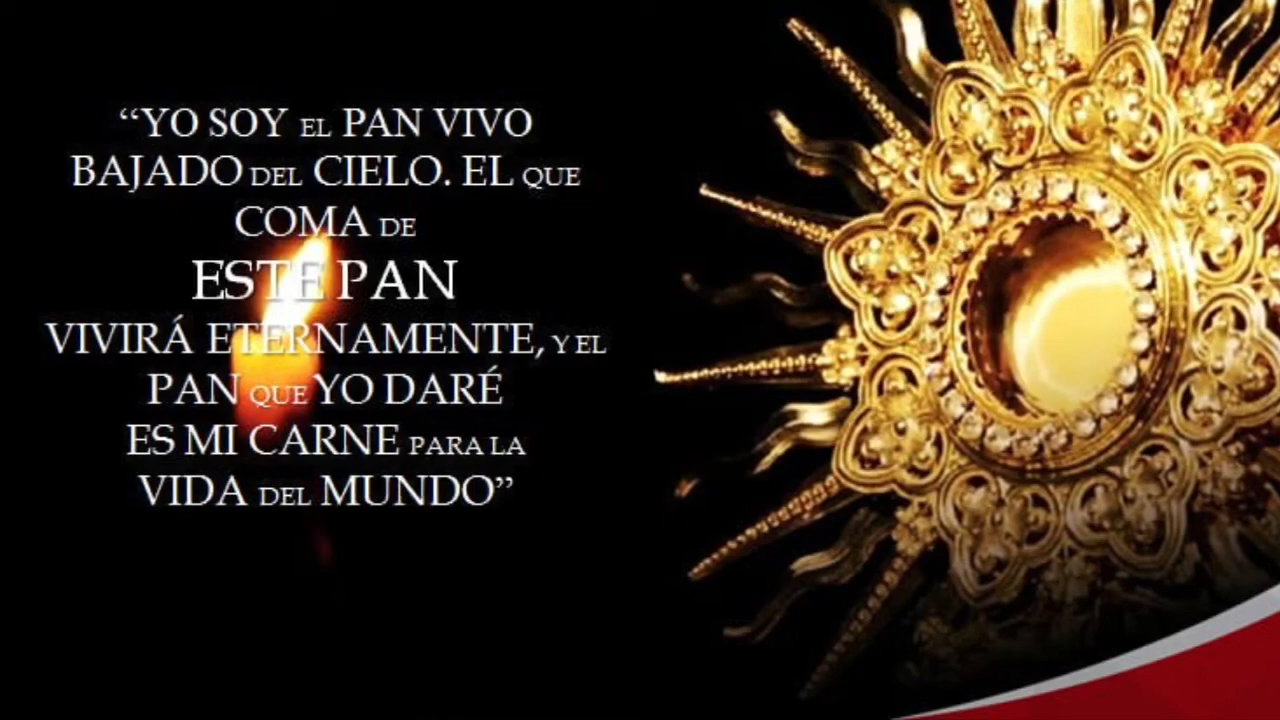 “YO SOY EL PAN VIVO
BAJADO DEL CIELO. EL QUE
COMA DE
ESTE PAN
VIVIRÁ ETERNAMENTE, Y EL
PAN QUE YO DARÉ
ES MI CARNE PARA LA
VIDA DEL MUNDO”